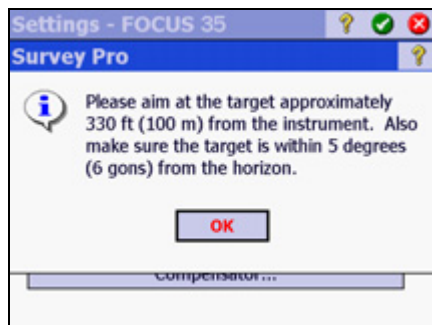 Settings - FOCUS 35
Survey Pro
Please aim at the target approximately
330 ft (100 m) from the instrument. Also
make sure the target is within 5 degrees
(6 gons) from the horizon.
OK
Compensator...